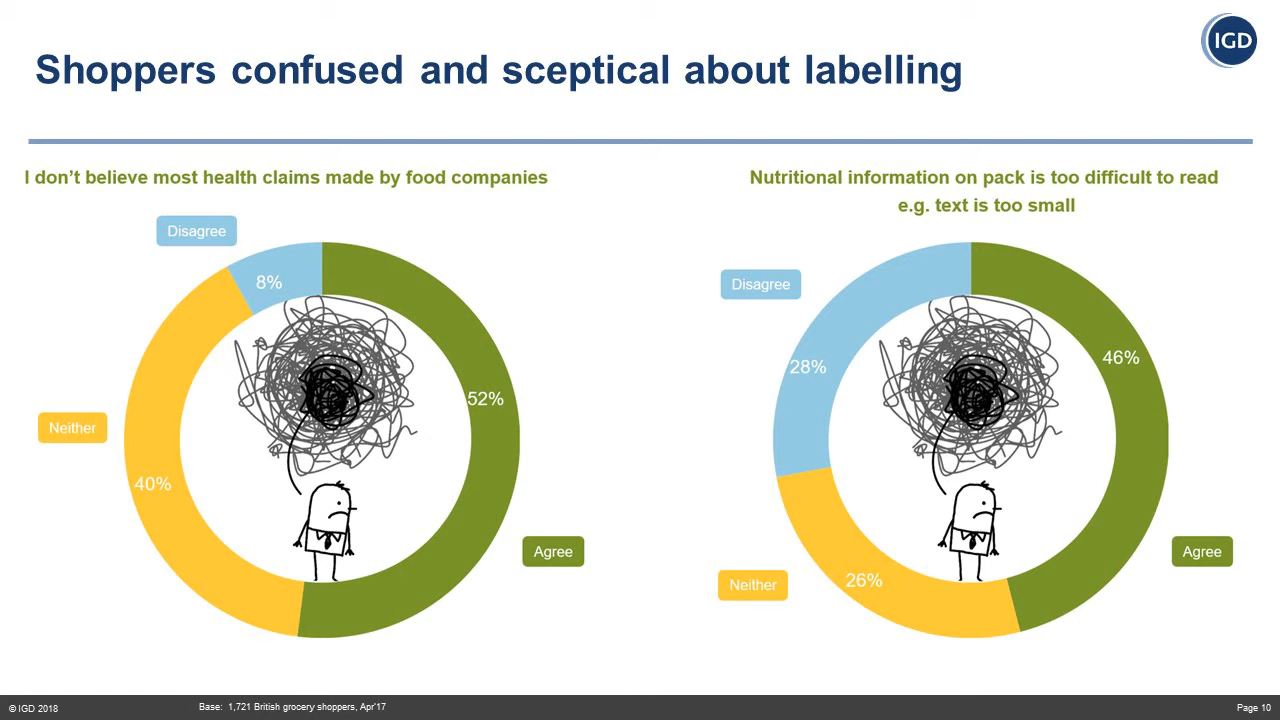 IGD
Shoppers confused and sceptical about labelling
I don't believe most health claims made by food companies
Disagree
8%
52%
Neither
40%
Agree
Nutritional information on pack is too difficult to read
e.g. text is too small
Disagree
28%
46%
Neither
26%
Agree
© IGD 2018
Base: 1,721 British grocery shoppers, Apr'17
Page 10